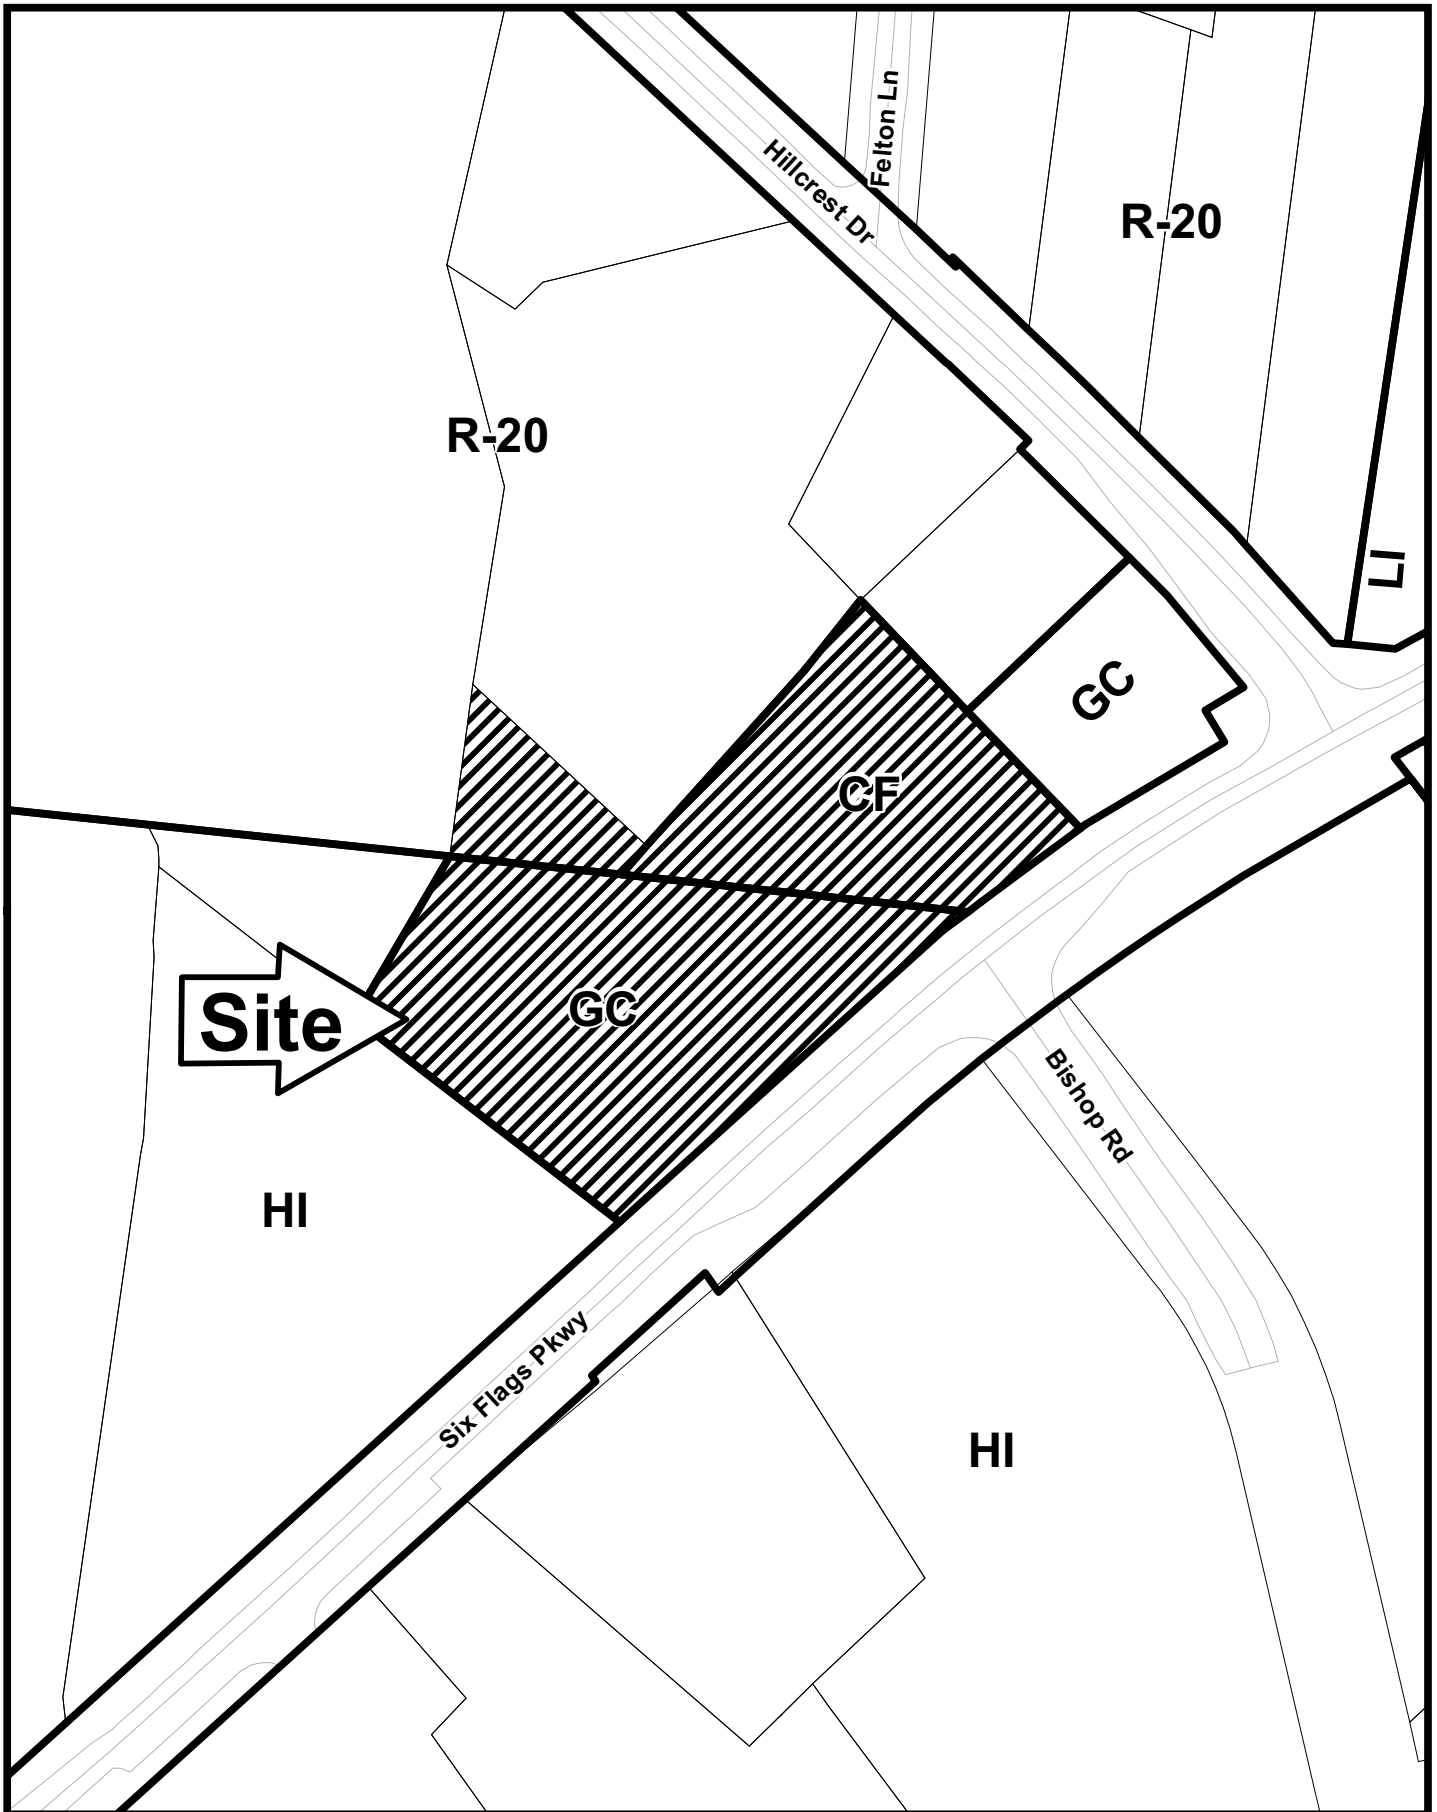 Felton Ln
Hillcrest Dr
R-20
R-20
LI
GC
CF
GC
Site
Bishop Rd
HI
Six Flags Pkwy
HI